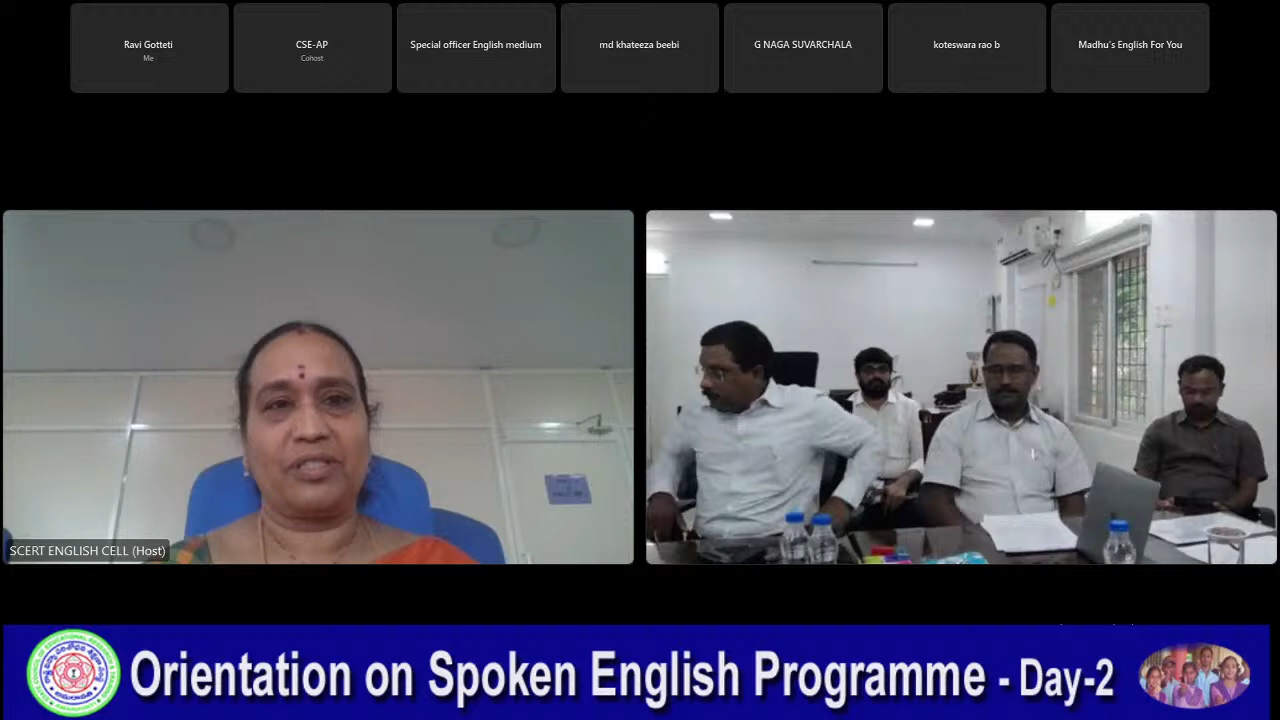 Ravi Gotteti
Me
CSE-AP
Cohost
Special officer English medium
md khateeza beebi
G NAGA SUVARCHALA
koteswara rao b
Madhu's English For You
SCERT ENGLISH CELL (Host)
Orientation on Spoken English Programme - Day-2